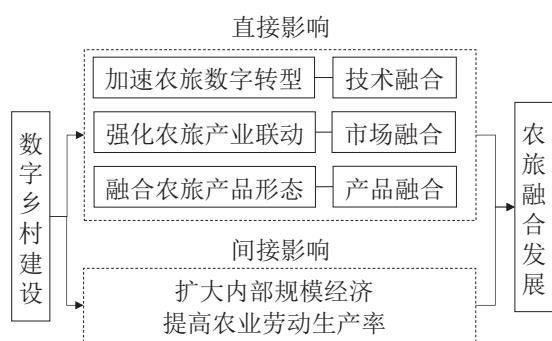 直接影响
加速农旅数字转型 技术融合
强化农旅产业联动 市场融合
融合农旅产品形态 产品融合
数字乡村建设
农旅融合发展
间接影响
扩大内部规模经济
提高农业劳动生产率